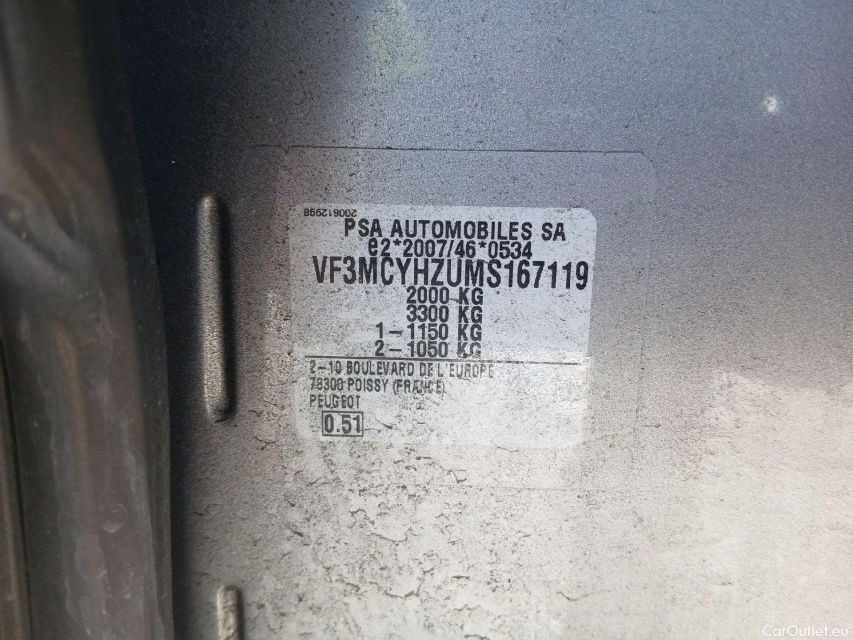 200612998
PSA AUTOMOBILES SA
e2*2007/46*0534
VF3MCYHZUMS167119
2000 KG
3300 KG
1-1150 KG
2-1050 KG
2-10 BOULEVARD DE L'EUROPE
78300 POISSY (FRANCE)
PEUGEOT
0.51
CarOutlet.eu